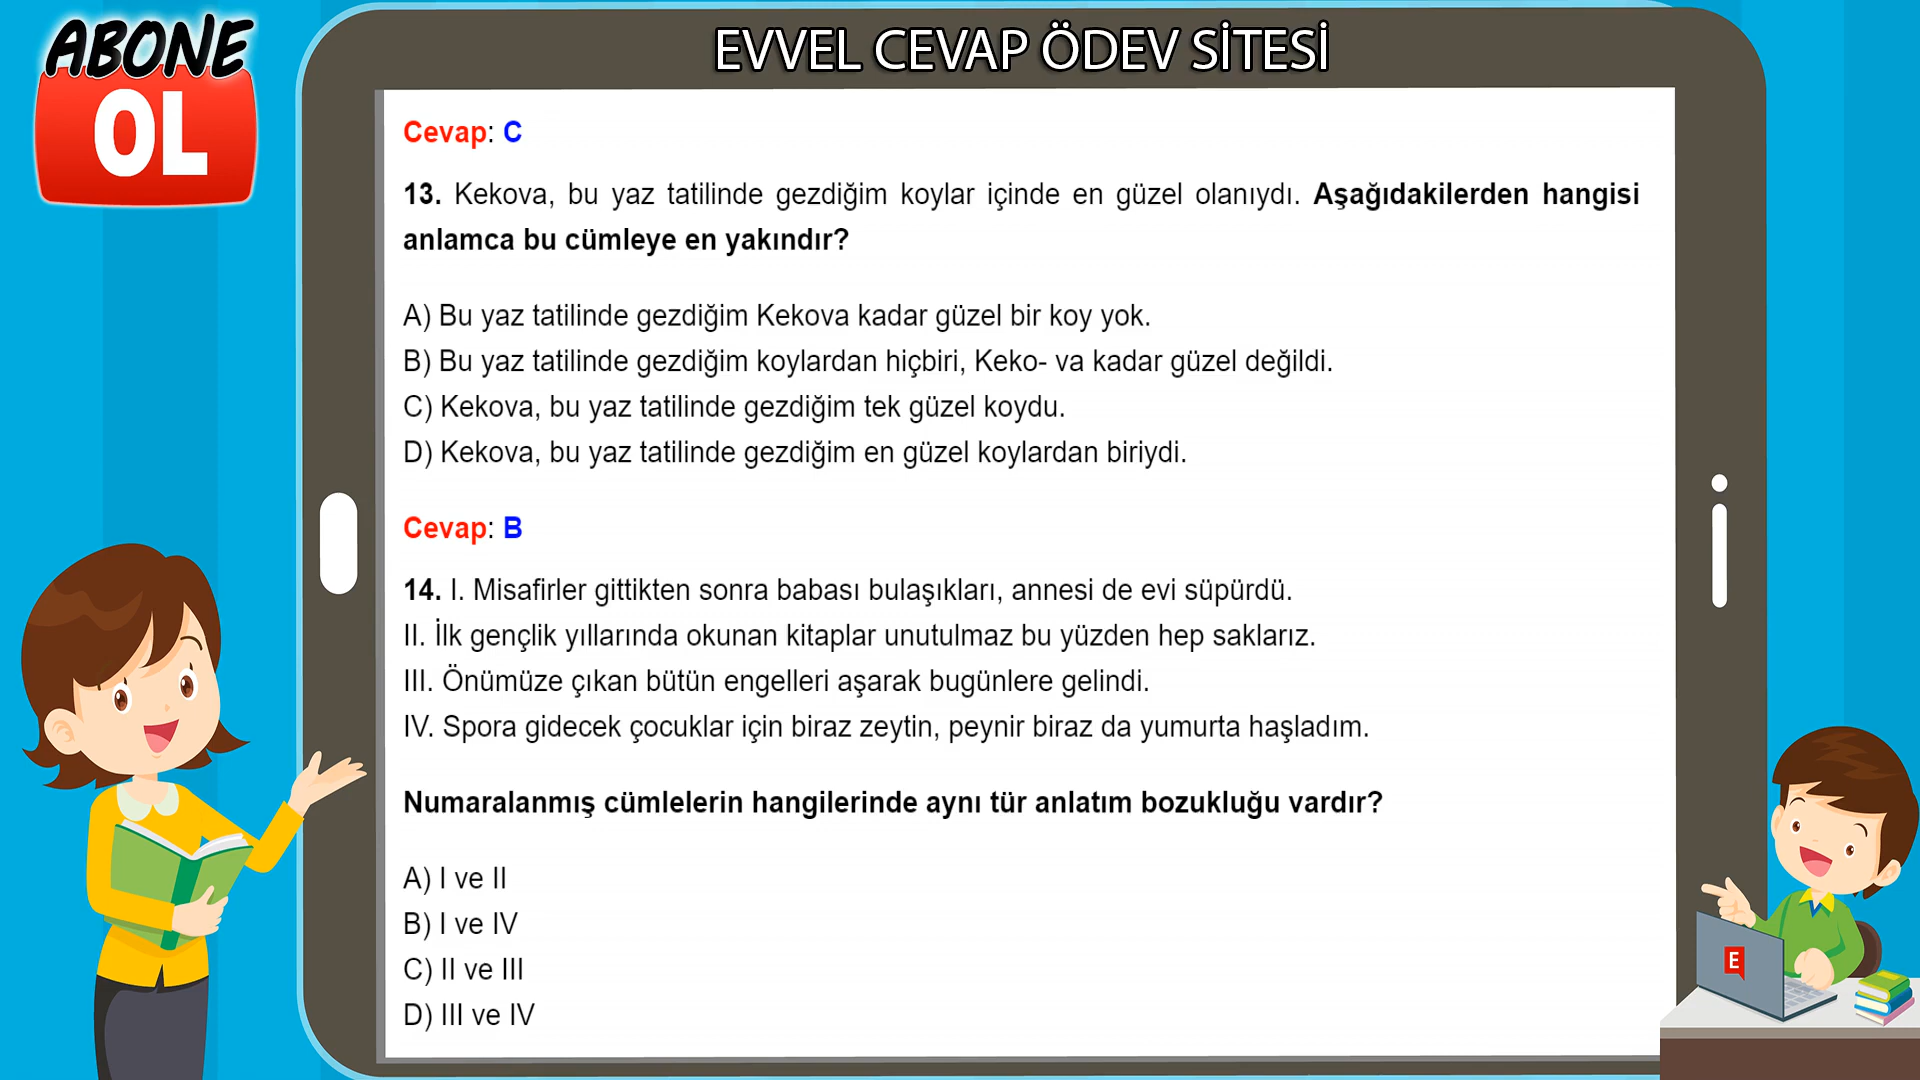 ABONE
OL
EVVEL CEVAP ÖDEV SİTESİ
Cevap: C
13. Kekova, bu yaz tatilinde gezdiğim koylar içinde en güzel olanıydı. Aşağıdakilerden hangisi
anlamca bu cümleye en yakındır?
A) Bu yaz tatilinde gezdiğim Kekova kadar güzel bir koy yok.
B) Bu yaz tatilinde gezdiğim koylardan hiçbiri, Keko- va kadar güzel değildi.
C) Kekova, bu yaz tatilinde gezdiğim tek güzel koydu.
D) Kekova, bu yaz tatilinde gezdiğim en güzel koylardan biriydi.
Cevap: B
14. I. Misafirler gittikten sonra babası bulaşıkları, annesi de evi süpürdü.
II. İlk gençlik yıllarında okunan kitaplar unutulmaz bu yüzden hep saklarız.
III. Önümüze çıkan bütün engelleri aşarak bugünlere gelindi.
IV. Spora gidecek çocuklar için biraz zeytin, peynir biraz da yumurta haşladım.
Numaralanmış cümlelerin hangilerinde aynı tür anlatım bozukluğu vardır?
A) I ve II
B) I ve IV
C) II ve III
D) III ve IV
E